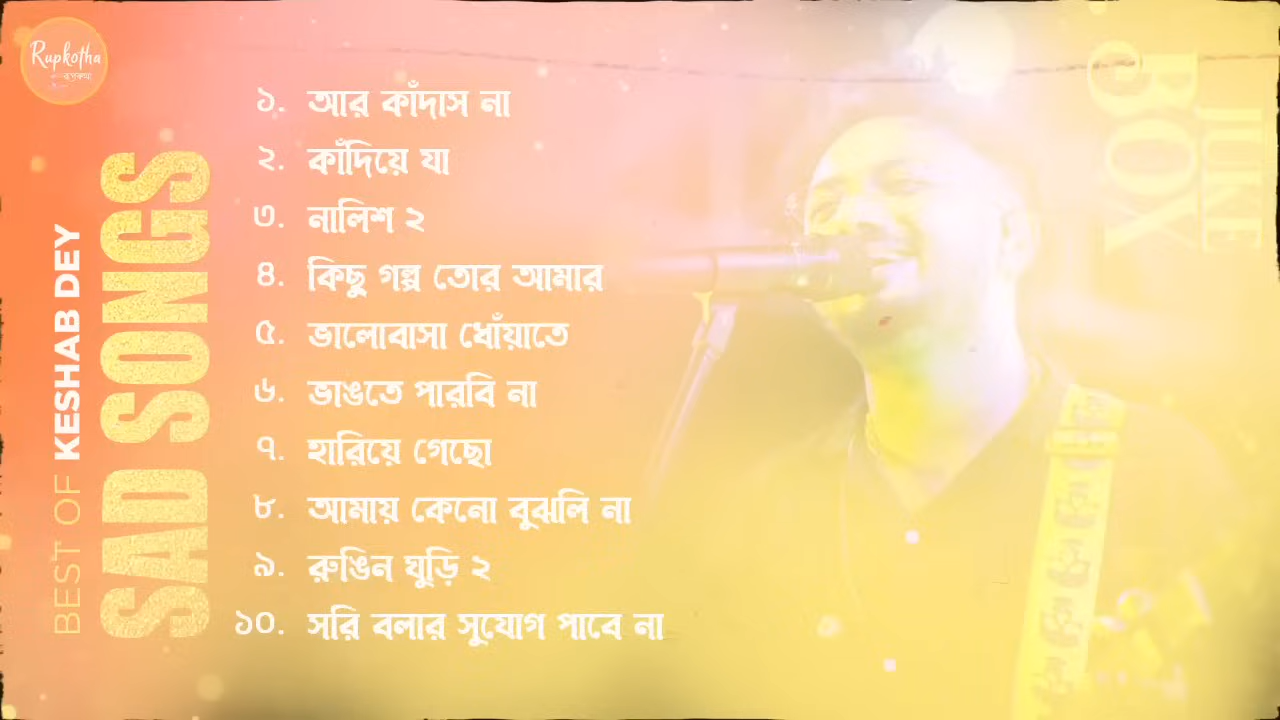 Rupkotha
রূপকথা
BEST OF KESHAB DEY
SAD SONGS
১. আর কাঁদাস না
২. কাঁদিয়ে যা
৩. নালিশ ২
৪. কিছু গল্প তোর আমার
৫. ভালোবাসা ধোঁয়াতে
৬. ভাঙতে পারবি না
৭. হারিয়ে গেছো
৮. আমায় কেনো বুঝলি না
৯. রুঙিন ঘুড়ি ২
১০. সরি বলার সুযোগ পাবে না
JUKE
BOX